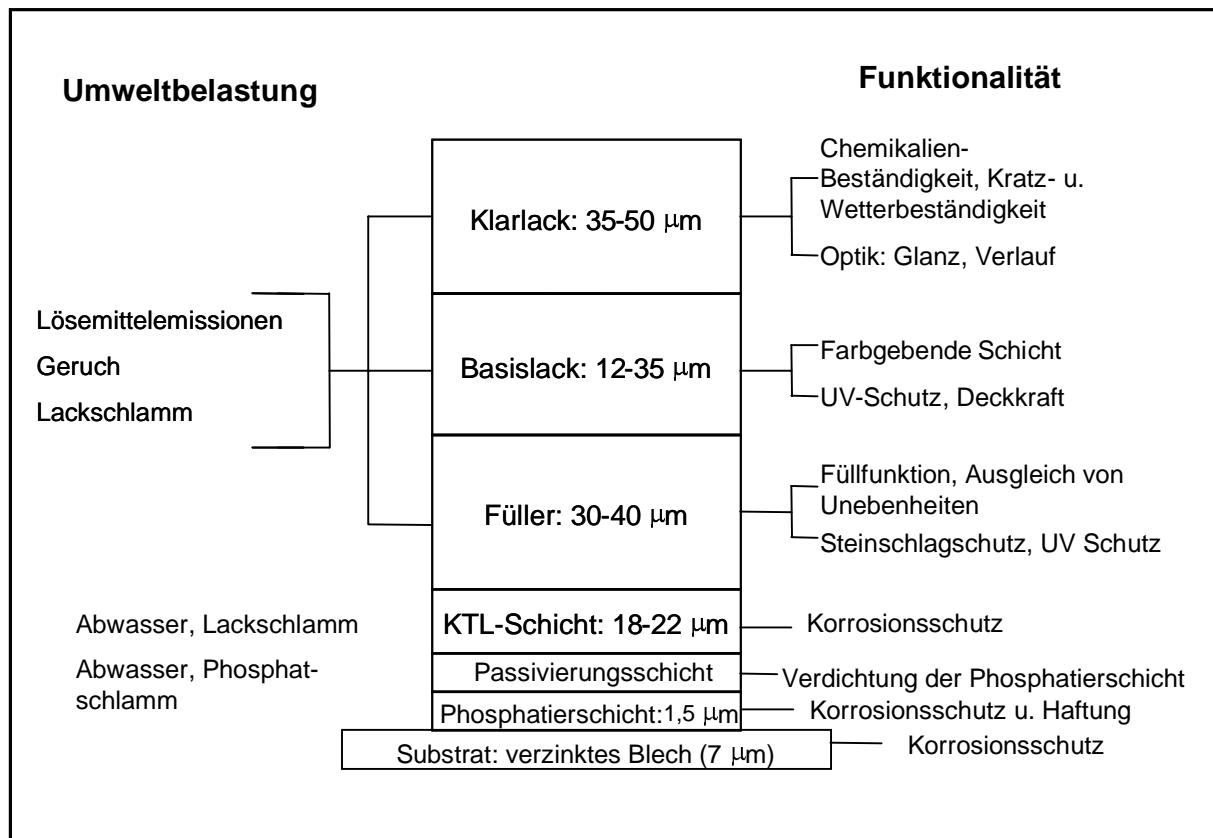 Umweltbelastung
Funktionalität
Klarlack: 35-50 μm
Chemikalien-
Beständigkeit, Kratz- u.
Wetterbeständigkeit
Optik: Glanz, Verlauf
Lösemittelemissionen
Geruch
Lackschlamm
Basislack: 12-35 μm
Farbgebende Schicht
UV-Schutz, Deckkraft
Füller: 30-40 μm
Füllfunktion, Ausgleich von
Unebenheiten
Steinschlagschutz, UV Schutz
Abwasser, Lackschlamm
KTL-Schicht: 18-22 μm
Korrosionsschutz
Abwasser, Phosphat-
schlamm
Passivierungsschicht
Verdichtung der Phosphatierschicht
Phosphatierschicht:1,5 μm
Korrosionsschutz u. Haftung
Substrat: verzinktes Blech (7 μm)
Korrosionsschutz